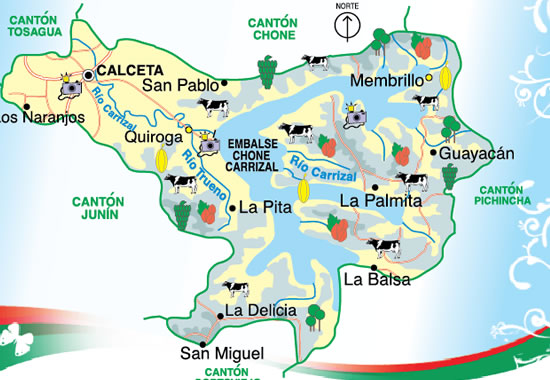 CANTÓN
TOSAGUA
CANTÓN
CHONE
NORTE
CALCETA
San Pablo
Membrillo
Los Naranjos
Río Carrizal
Quiroga
EMBALSE
CHONE
CARRIZAL
Río Carrizal
Guayacán
Río Trueno
CANTÓN
JUNÍN
CANTÓN
PICHINCHA
La Pita
La Palmita
La Balsa
La Delicia
San Miguel
CANTÓN